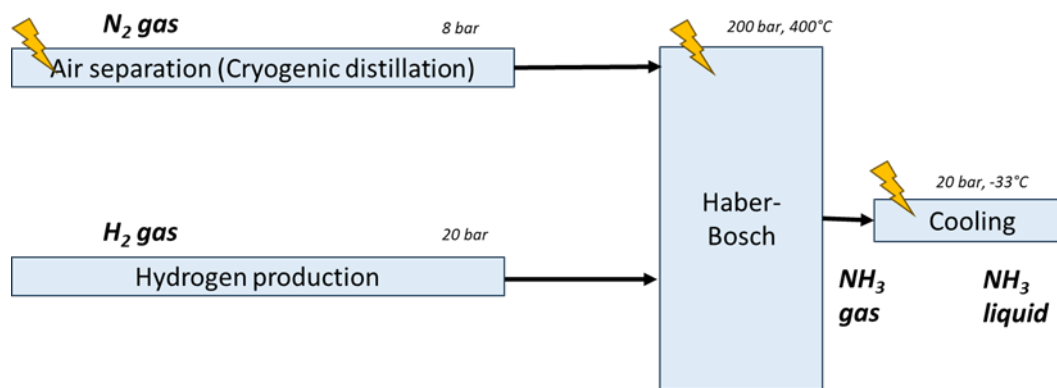 N₂ gas
8 bar
Air separation (Cryogenic distillation)
200 bar, 400°C
H₂ gas
20 bar
Hydrogen production
Haber-
Bosch
20 bar, -33°C
Cooling
NH₃
gas
NH₃
liquid